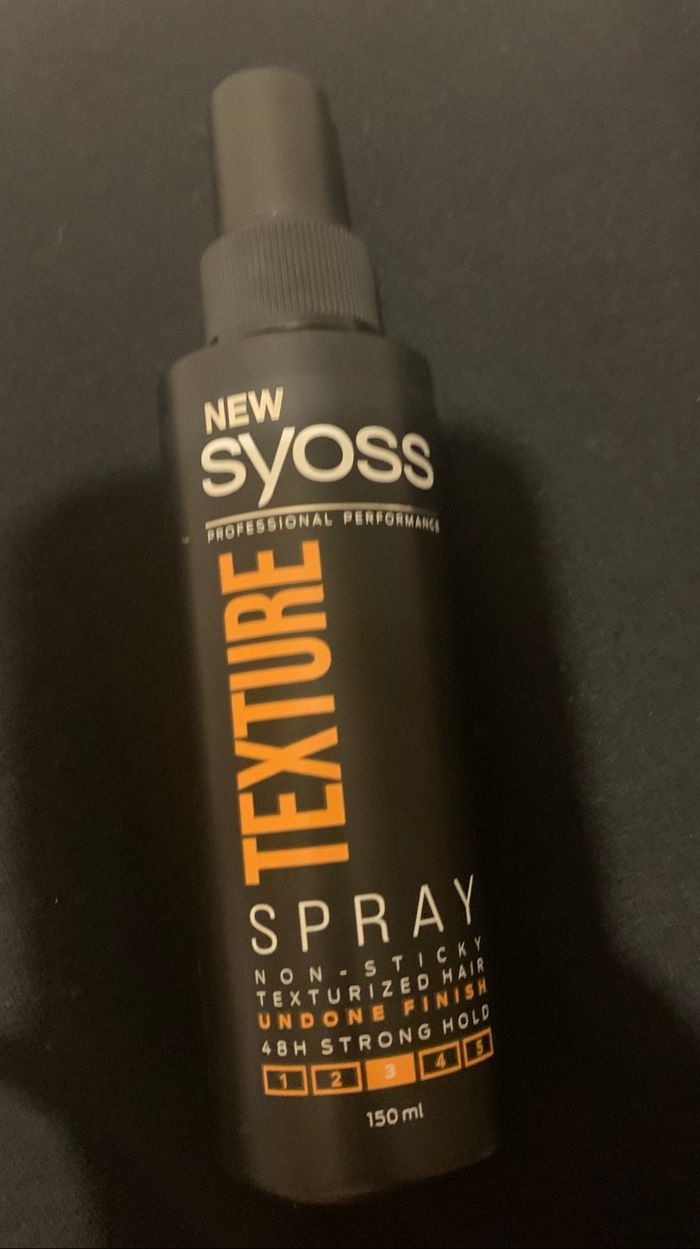 NEW
syoss
PROFESSIONAL PERFORMANCE
TEXTURE
SPRAY
NON-STICKY
TEXTURIZED HAIR
UNDONE FINISH
48H STRONG HOLD
1 2 3 4 5
150 ml